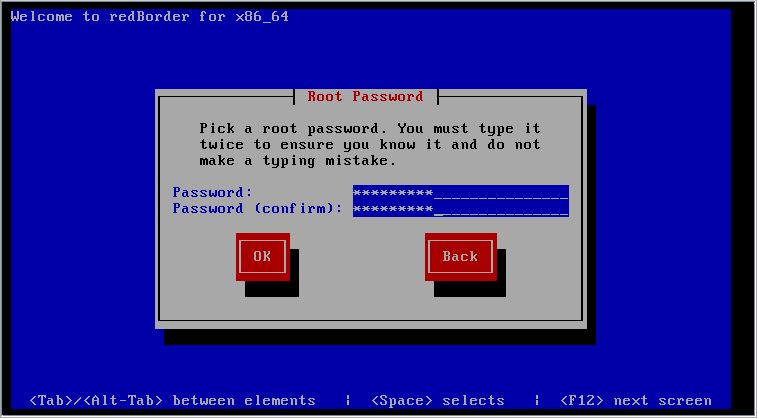 Welcome to redBorder for x86_64
Root Password
Pick a root password. You must type it
twice to ensure you know it and do not
make a typing mistake.
Password: *********_______________
Password (confirm): *********_______________
OK Back
<Tab>/<Alt-Tab> between elements | <Space> selects | <F12> next screen